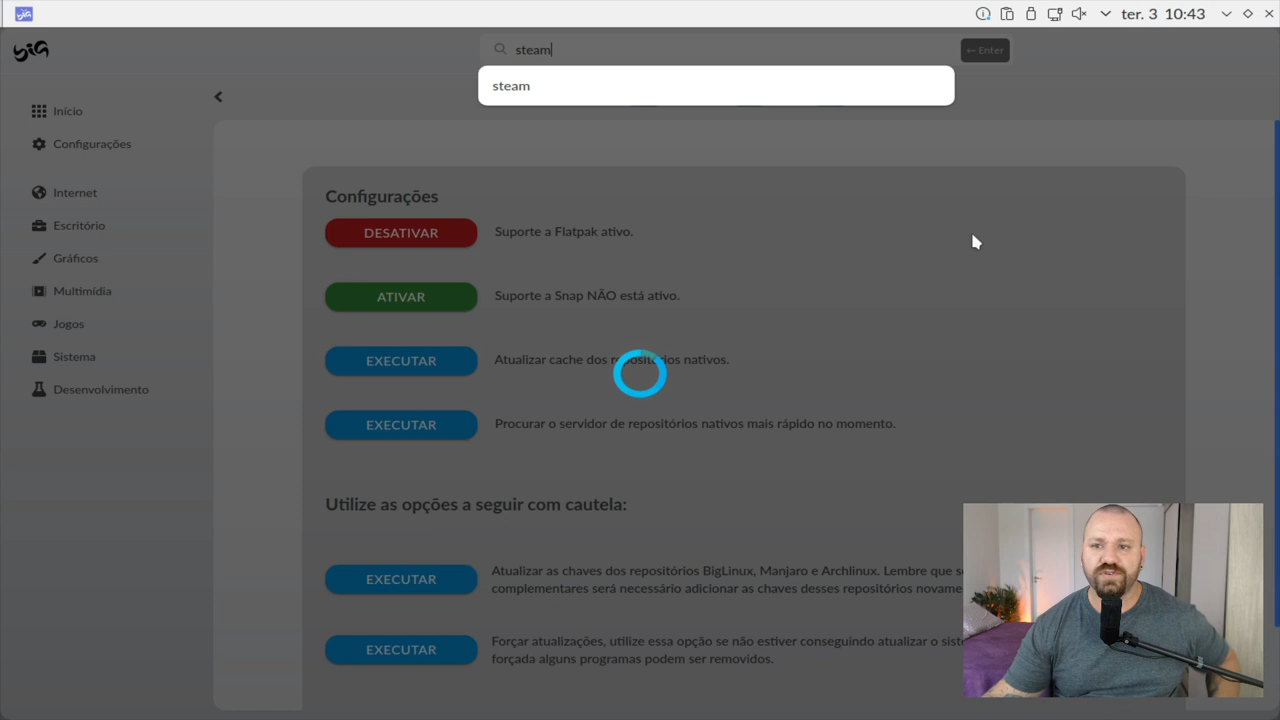 big
ter. 3 10:43
big
steam
← Enter
steam
Início
Configurações
Internet
Escritório
Gráficos
Multimídia
Jogos
Sistema
Desenvolvimento
Configurações
DESATIVAR Suporte a Flatpak ativo.
ATIVAR Suporte a Snap NÃO está ativo.
EXECUTAR Atualizar cache dos repositórios nativos.
EXECUTAR Procurar o servidor de repositórios nativos mais rápido no momento.
Utilize as opções a seguir com cautela:
EXECUTAR
Atualizar as chaves dos repositórios BigLinux, Manjaro e Archlinux. Lembre que
complementares será necessário adicionar as chaves desses repositórios
EXECUTAR
Forçar atualizações, utilize essa opção se não estiver conseguindo atualizar o
forçada alguns programas podem ser removidos.